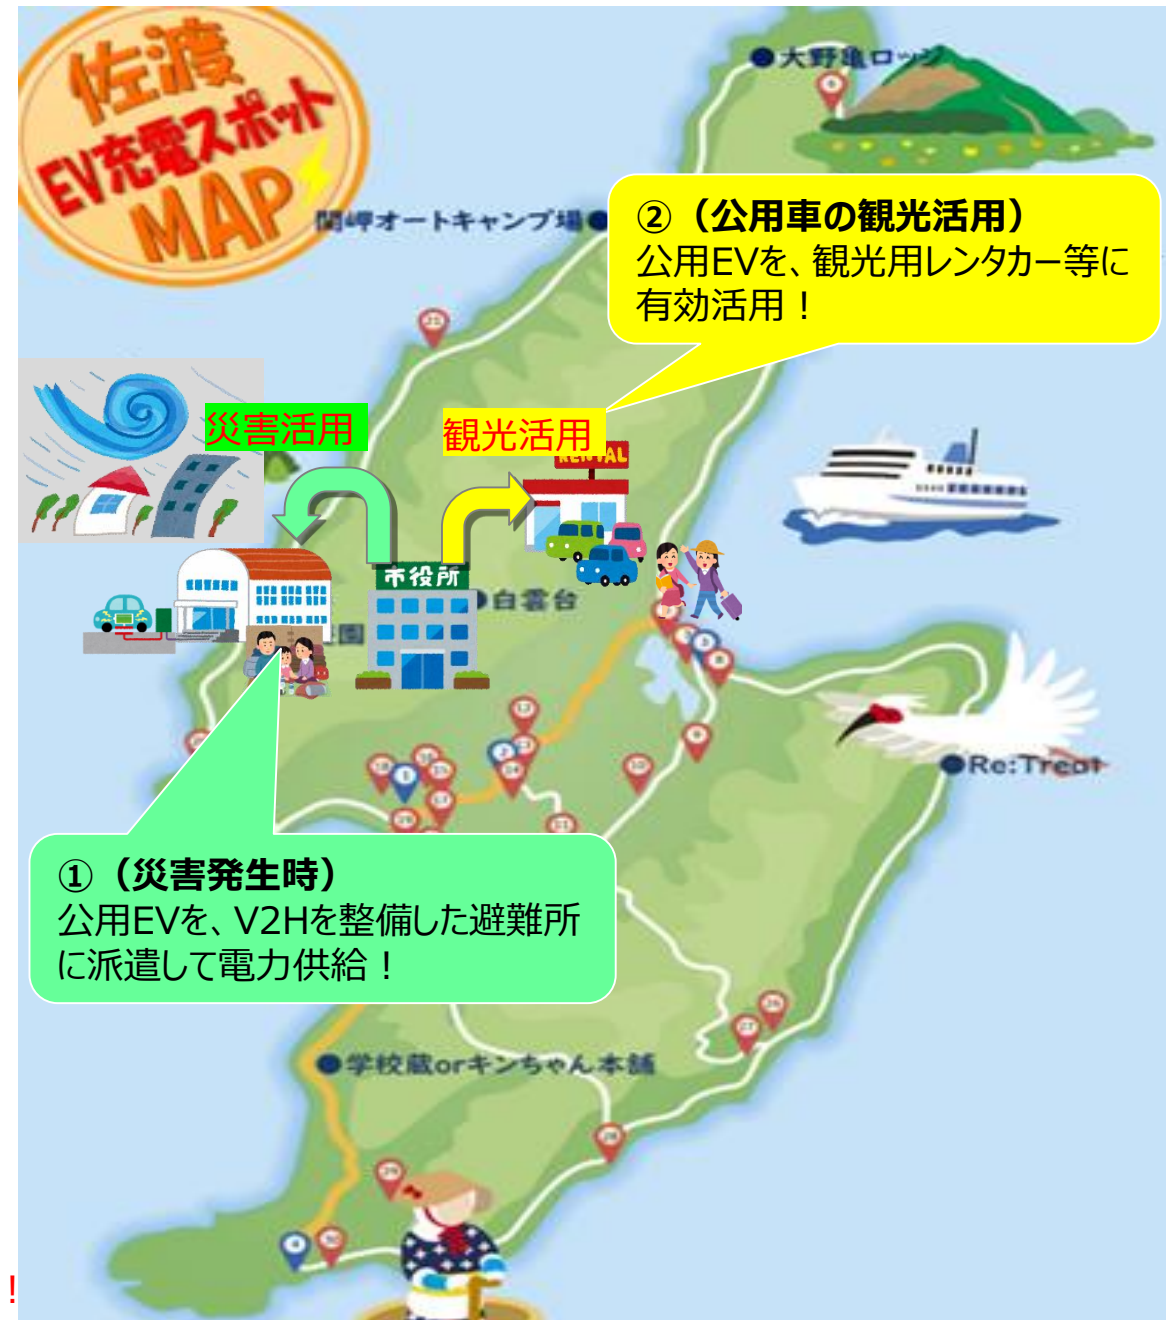 佐渡
EV充電スポット
MAP
大野亀ロッジ
関岬オートキャンプ場
②（公用車の観光活用）
公用EVを、観光用レンタカー等に
有効活用！
災害活用
観光活用
RENTAL
市役所
白雲台
園
Re:Treat
①（災害発生時）
公用EVを、V2Hを整備した避難所
に派遣して電力供給！
学校蔵orキンちゃん本舗
!